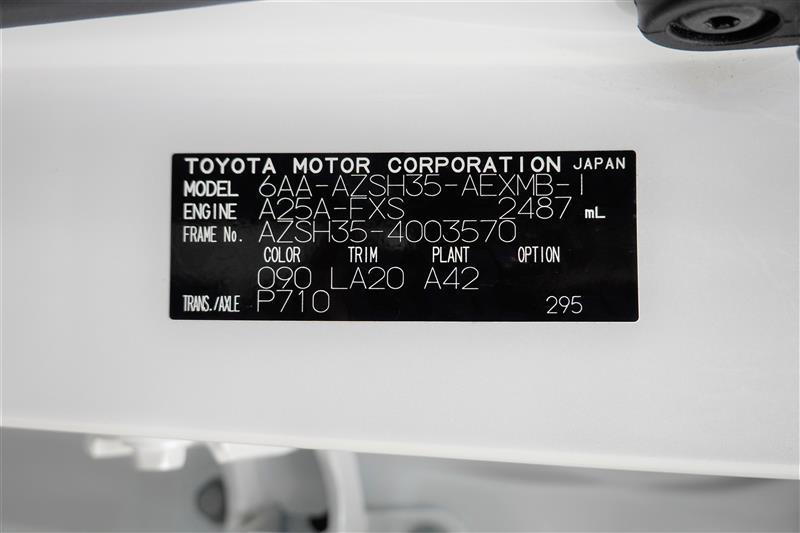 TOYOTA MOTOR CORPORATION JAPAN
MODEL 6AA-AZSH35-AEXMB-1
ENGINE A25A-FXS 2487 mL
FRAME No. AZSH35-4003570
COLOR TRIM PLANT OPTION
090 LA20 A42
TRANS./AXLE P710 295